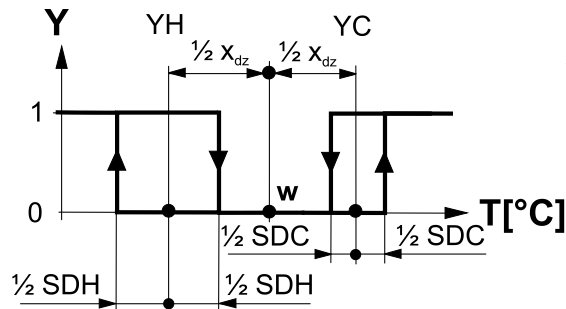 Y YH YC
½ x_dz ½ x_dz
1
w
0 T[°C]
½ SDC ½ SDC
½ SDH ½ SDH